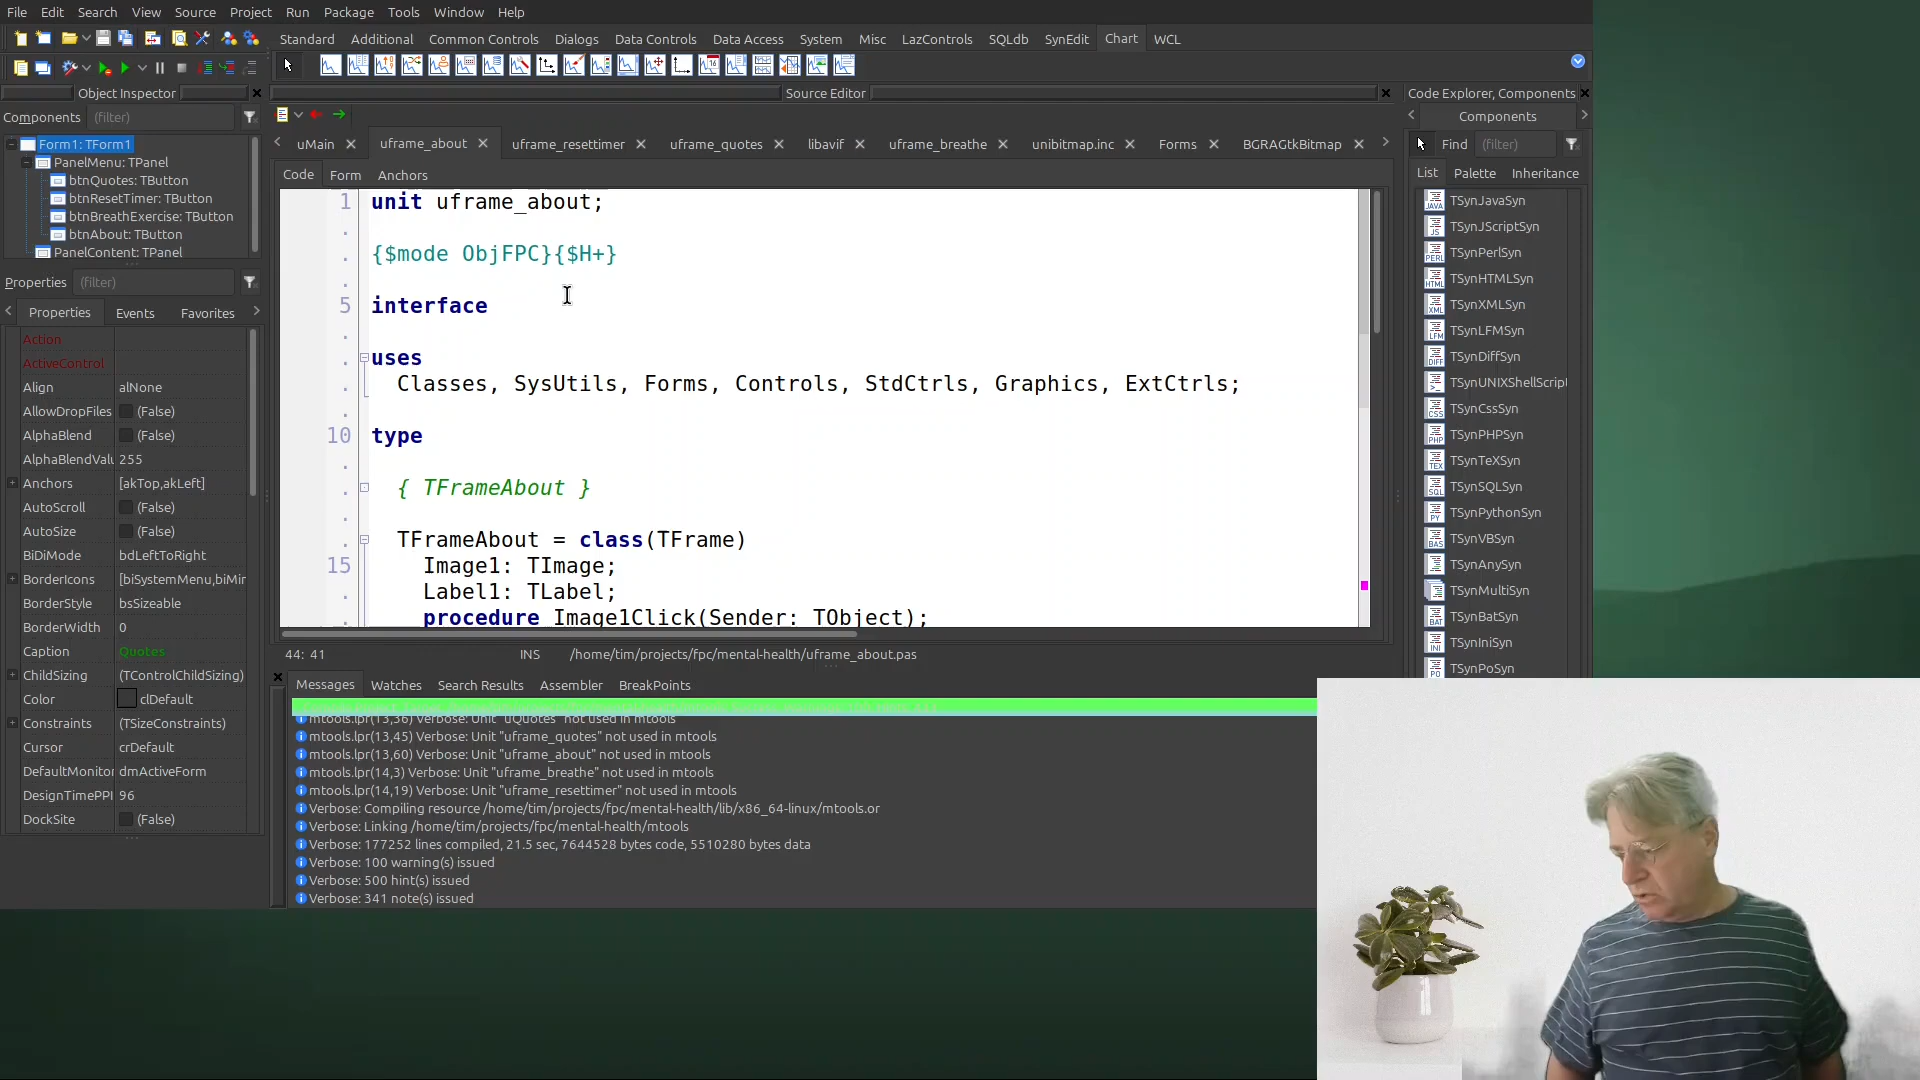 File Edit Search View Source Project Run Package Tools Window Help
Standard Additional Common Controls Dialogs Data Controls Data Access System Misc LazControls SQLdb SynEdit Chart WCL
Object Inspector
Source Editor
Code Explorer, Components
Components (filter)
Form1: TForm1
PanelMenu: TPanel
btnQuotes: TButton
btnResetTimer: TButton
btnBreathExercise: TButton
btnAbout: TButton
PanelContent: TPanel
Properties (filter)
Properties Events Favorites
Action
ActiveControl
Align alNone
AllowDropFiles (False)
AlphaBlend (False)
AlphaBlendValu 255
Anchors [akTop,akLeft]
AutoScroll (False)
AutoSize (False)
BiDiMode bdLeftToRight
BorderIcons [biSystemMenu,biMir
BorderStyle bsSizeable
BorderWidth 0
Caption Quotes
ChildSizing (TControlChildSizing)
Color clDefault
Constraints (TSizeConstraints)
Cursor crDefault
DefaultMonitor dmActiveForm
DesignTimePPI 96
DockSite (False)
uMain uframe_about uframe_resettimer uframe_quotes libavif uframe_breathe unibitmap.inc Forms BGRAGtkBitmap
Code Form Anchors
1 unit uframe_about;
{$mode ObjFPC}{$H+}
5 interface
uses
Classes, SysUtils, Forms, Controls, StdCtrls, Graphics, ExtCtrls;
10 type
{ TFrameAbout }
TFrameAbout = class(TFrame)
15 Image1: TImage;
Label1: TLabel;
procedure Image1Click(Sender: TObject);
44: 41 INS /home/tim/projects/fpc/mental-health/uframe_about.pas
Messages Watches Search Results Assembler BreakPoints
mtools.lpr(13,36) Verbose: Unit "uQuotes" not used in mtools
mtools.lpr(13,45) Verbose: Unit "uframe_quotes" not used in mtools
mtools.lpr(13,60) Verbose: Unit "uframe_about" not used in mtools
mtools.lpr(14,3) Verbose: Unit "uframe_breathe" not used in mtools
mtools.lpr(14,19) Verbose: Unit "uframe_resettimer" not used in mtools
Verbose: Compiling resource /home/tim/projects/fpc/mental-health/lib/x86_64-linux/mtools.or
Verbose: Linking /home/tim/projects/fpc/mental-health/mtools
Verbose: 177252 lines compiled, 21.5 sec, 7644528 bytes code, 5510280 bytes data
Verbose: 100 warning(s) issued
Verbose: 500 hint(s) issued
Verbose: 341 note(s) issued
Components
Find (filter)
List Palette Inheritance
TSynJavaSyn
TSynJScriptSyn
TSynPerlSyn
TSynHTMLSyn
TSynXMLSyn
TSynLFMSyn
TSynDiffSyn
TSynUNIXShellScript
TSynCssSyn
TSynPHPSyn
TSynTeXSyn
TSynSQLSyn
TSynPythonSyn
TSynVBSyn
TSynAnySyn
TSynMultiSyn
TSynBatSyn
TSynIniSyn
TSynPoSyn